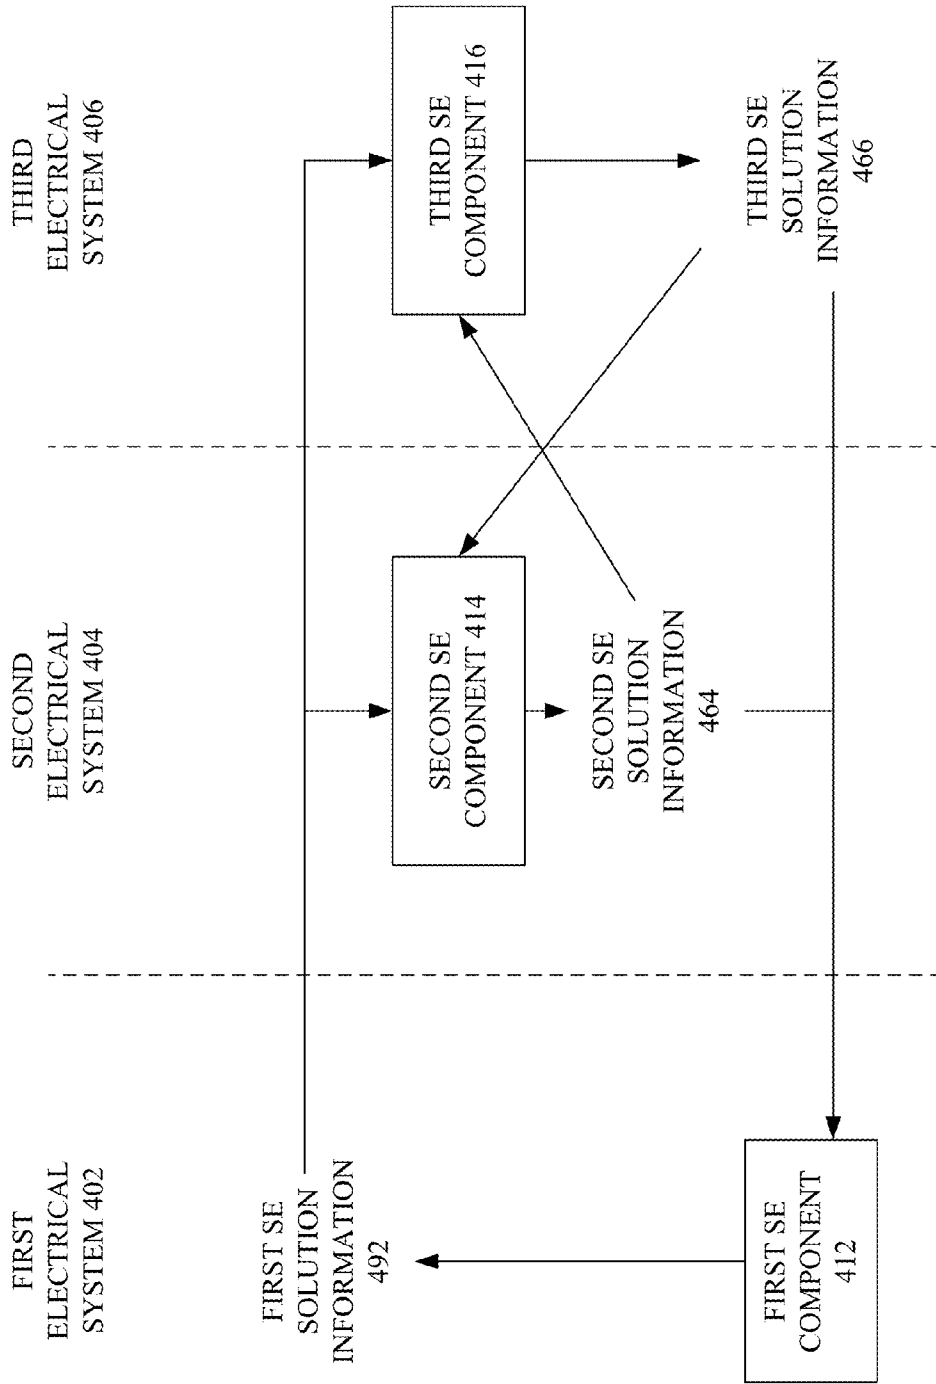 FIRST
ELECTRICAL
SYSTEM 402
SECOND
ELECTRICAL
SYSTEM 404
THIRD
ELECTRICAL
SYSTEM 406
FIRST SE
SOLUTION
INFORMATION
492
SECOND SE
COMPONENT 414
THIRD SE
COMPONENT 416
SECOND SE
SOLUTION
INFORMATION
464
FIRST SE
COMPONENT
412
THIRD SE
SOLUTION
INFORMATION
466